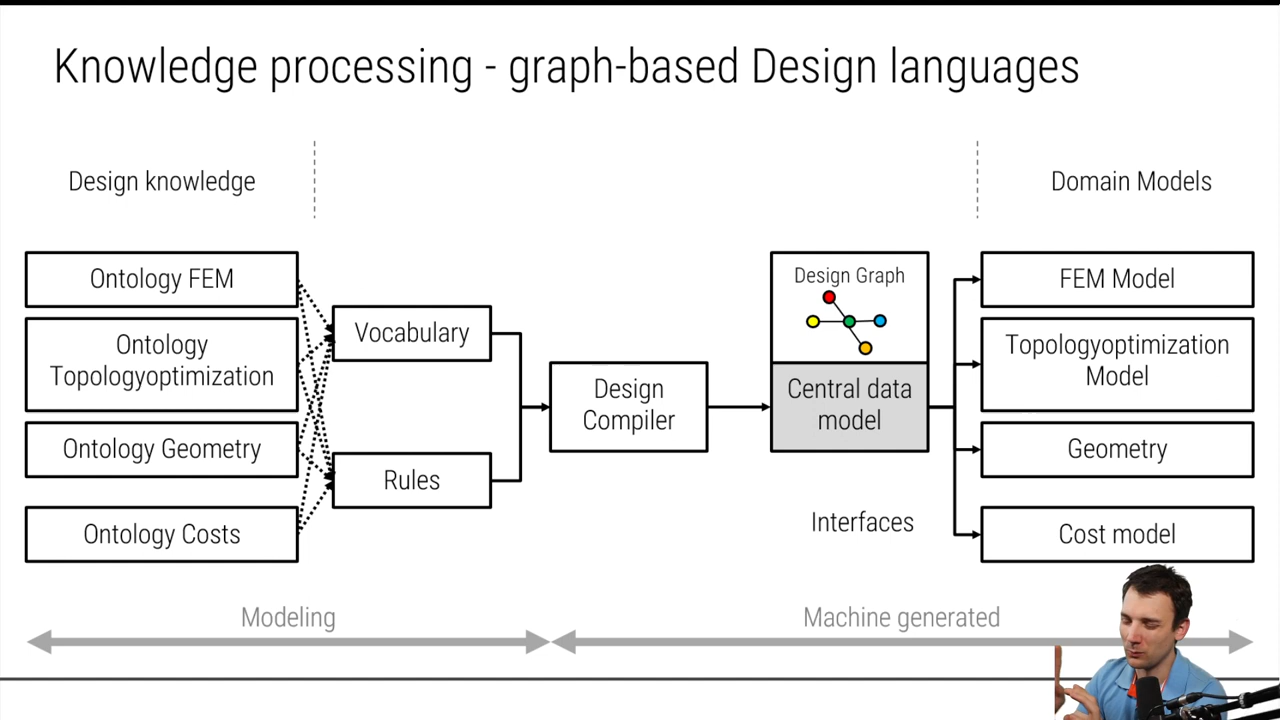 Knowledge processing - graph-based Design languages
Design knowledge
Domain Models
Ontology FEM
Ontology
Topologyoptimization
Ontology Geometry
Ontology Costs
Vocabulary
Rules
Design
Compiler
Design Graph
Central data
model
Interfaces
FEM Model
Topologyoptimization
Model
Geometry
Cost model
Modeling
Machine generated